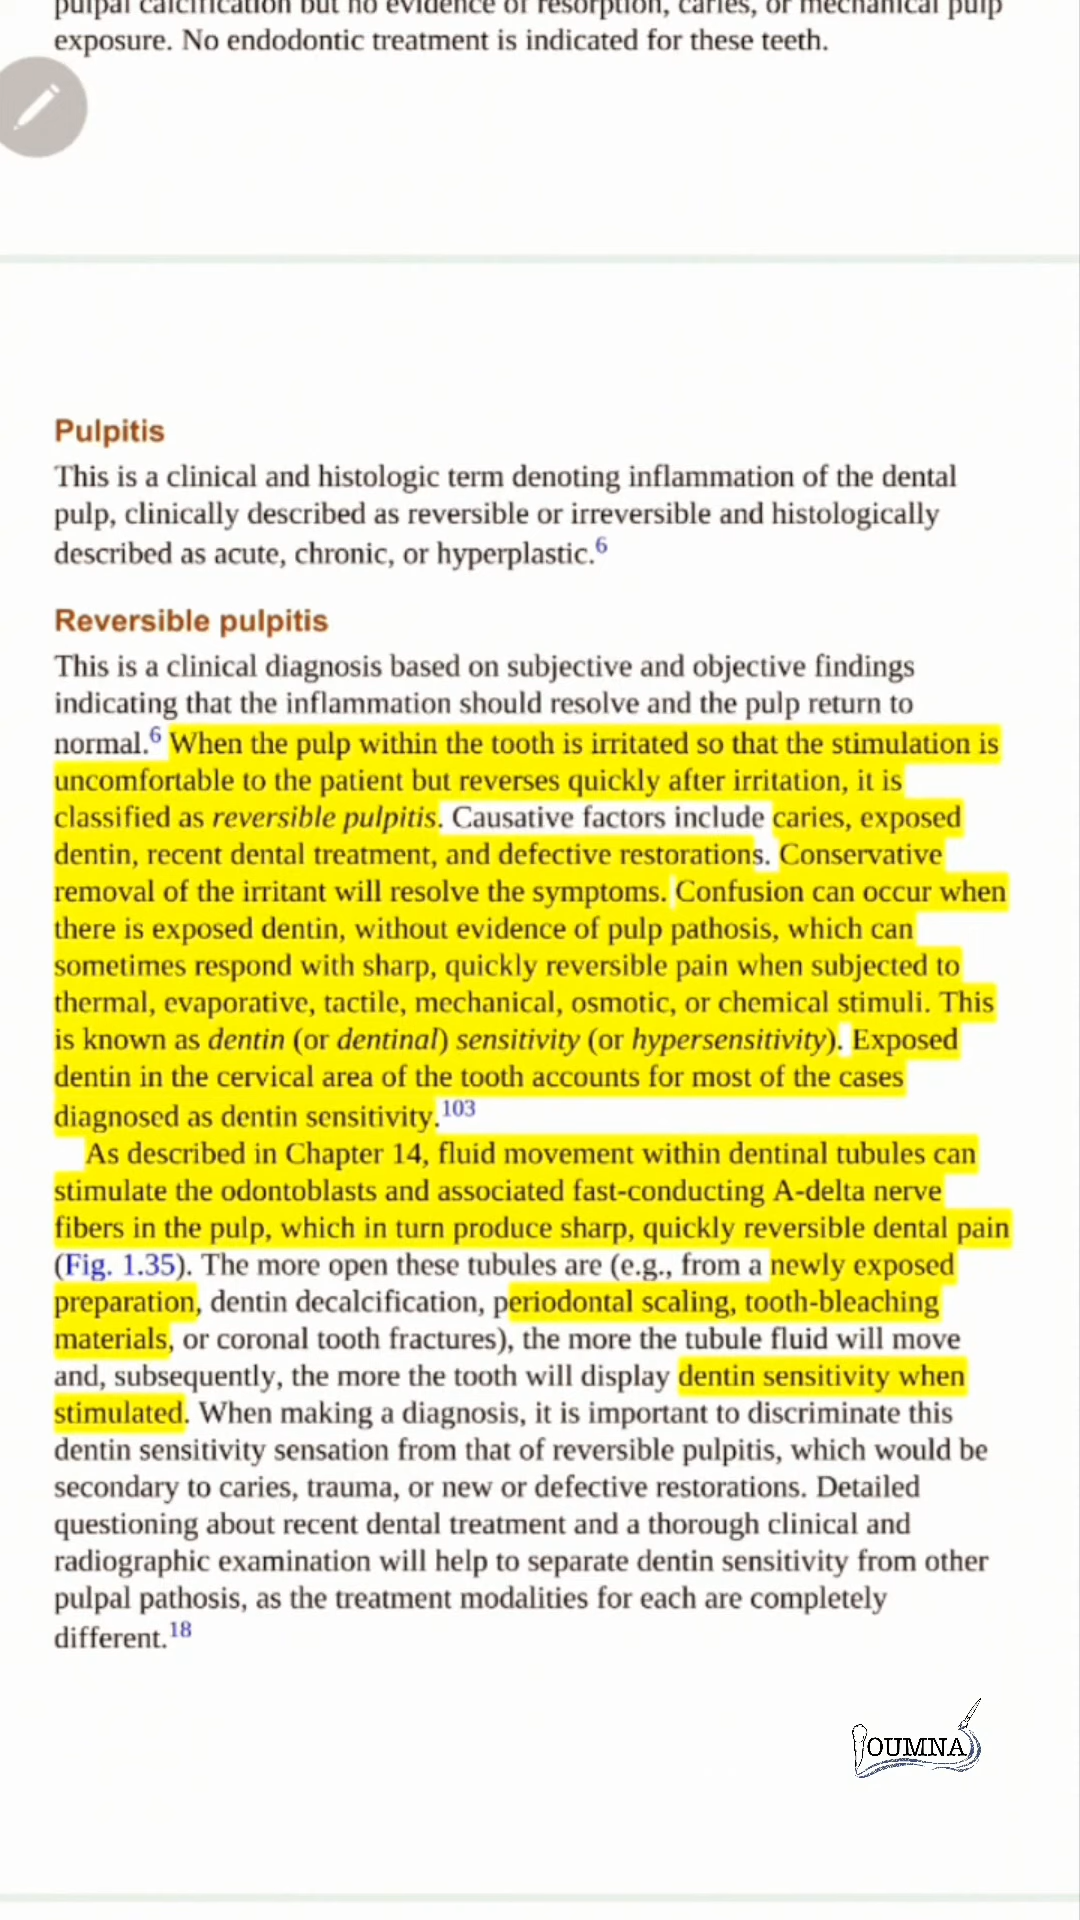 pulpal calcification but no evidence of resorption, caries, or mechanical pulp
exposure. No endodontic treatment is indicated for these teeth.
Pulpitis
This is a clinical and histologic term denoting inflammation of the dental
pulp, clinically described as reversible or irreversible and histologically
described as acute, chronic, or hyperplastic.6
Reversible pulpitis
This is a clinical diagnosis based on subjective and objective findings
indicating that the inflammation should resolve and the pulp return to
normal.6 When the pulp within the tooth is irritated so that the stimulation is
uncomfortable to the patient but reverses quickly after irritation, it is
classified as reversible pulpitis. Causative factors include caries, exposed
dentin, recent dental treatment, and defective restorations. Conservative
removal of the irritant will resolve the symptoms. Confusion can occur when
there is exposed dentin, without evidence of pulp pathosis, which can
sometimes respond with sharp, quickly reversible pain when subjected to
thermal, evaporative, tactile, mechanical, osmotic, or chemical stimuli. This
is known as dentin (or dentinal) sensitivity (or hypersensitivity). Exposed
dentin in the cervical area of the tooth accounts for most of the cases
diagnosed as dentin sensitivity.103
As described in Chapter 14, fluid movement within dentinal tubules can
stimulate the odontoblasts and associated fast-conducting A-delta nerve
fibers in the pulp, which in turn produce sharp, quickly reversible dental pain
(Fig. 1.35). The more open these tubules are (e.g., from a newly exposed
preparation, dentin decalcification, periodontal scaling, tooth-bleaching
materials, or coronal tooth fractures), the more the tubule fluid will move
and, subsequently, the more the tooth will display dentin sensitivity when
stimulated. When making a diagnosis, it is important to discriminate this
dentin sensitivity sensation from that of reversible pulpitis, which would be
secondary to caries, trauma, or new or defective restorations. Detailed
questioning about recent dental treatment and a thorough clinical and
radiographic examination will help to separate dentin sensitivity from other
pulpal pathosis, as the treatment modalities for each are completely
different.18
OUMNA